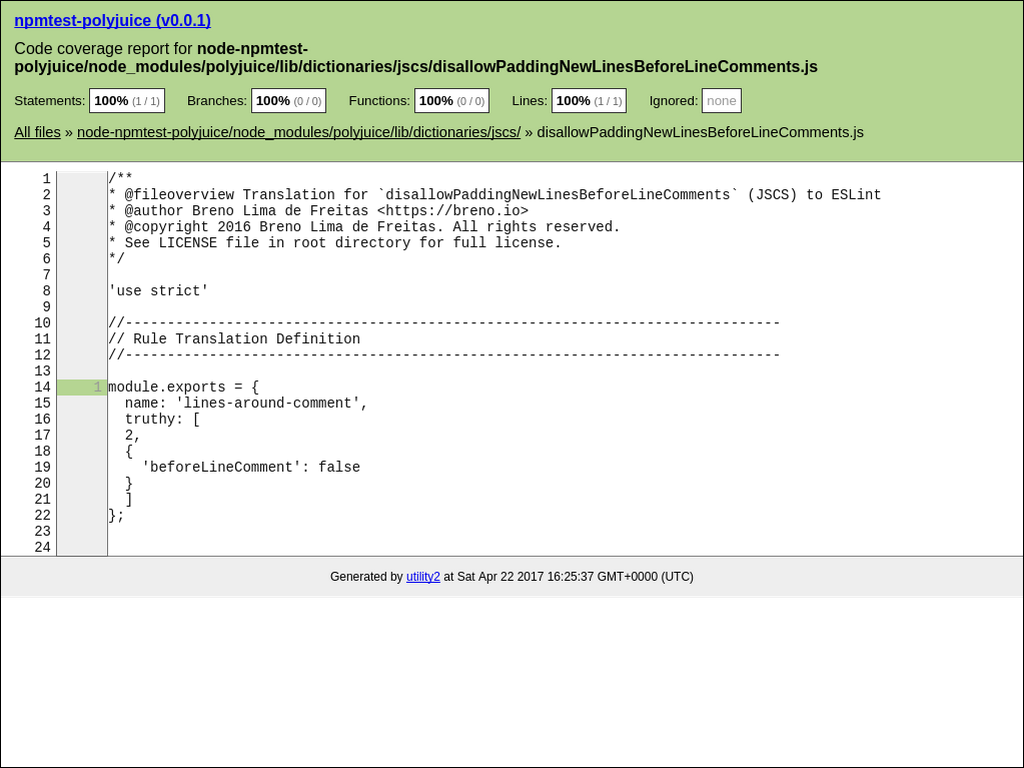 npmtest-polyjuice (v0.0.1)
Code coverage report for node-npmtest-
polyjuice/node_modules/polyjuice/lib/dictionaries/jscs/disallowPaddingNewLinesBeforeLineComments.js
Statements: 100% (1 / 1) Branches: 100% (0 / 0) Functions: 100% (0 / 0) Lines: 100% (1 / 1) Ignored: none
All files » node-npmtest-polyjuice/node_modules/polyjuice/lib/dictionaries/jscs/ » disallowPaddingNewLinesBeforeLineComments.js
1 /**
2 * @fileoverview Translation for `disallowPaddingNewLinesBeforeLineComments` (JSCS) to ESLint
3 * @author Breno Lima de Freitas <https://breno.io>
4 * @copyright 2016 Breno Lima de Freitas. All rights reserved.
5 * See LICENSE file in root directory for full license.
6 */
7
8 'use strict'
9
10 //------------------------------------------------------------------------------
11 // Rule Translation Definition
12 //------------------------------------------------------------------------------
13
14 1 module.exports = {
15   name: 'lines-around-comment',
16   truthy: [
17   2,
18   {
19     'beforeLineComment': false
20   }
21   ]
22 };
23
24
Generated by utility2 at Sat Apr 22 2017 16:25:37 GMT+0000 (UTC)